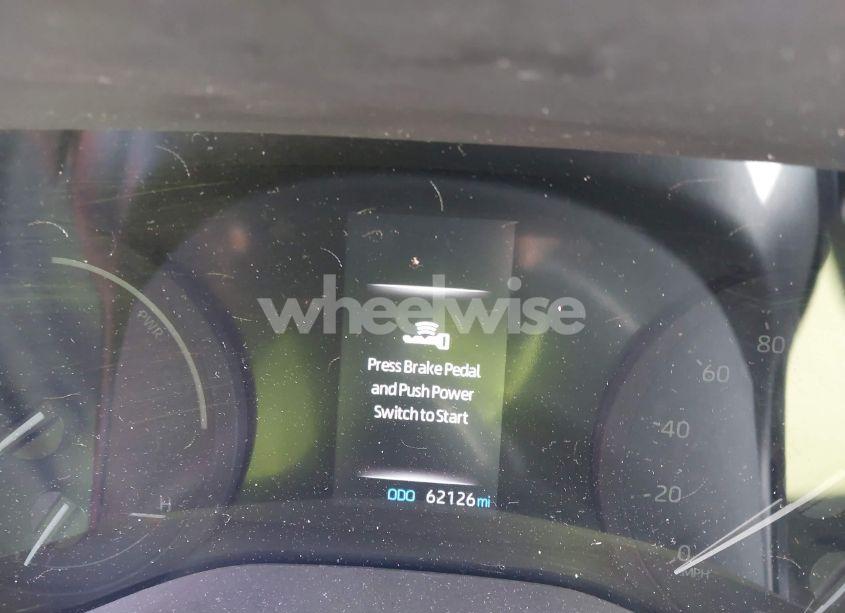 wheelwise
PWR
Press Brake Pedal
and Push Power
Switch to Start
80
60
40
20
0
MPH
H
ODO 62126 mi